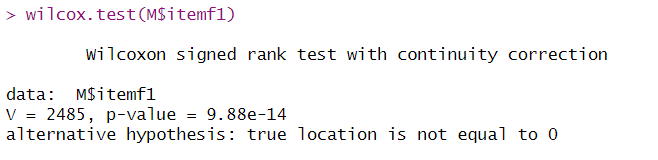 > wilcox.test(M$itemf1)
Wilcoxon signed rank test with continuity correction
data:  M$itemf1
V = 2485, p-value = 9.88e-14
alternative hypothesis: true location is not equal to 0